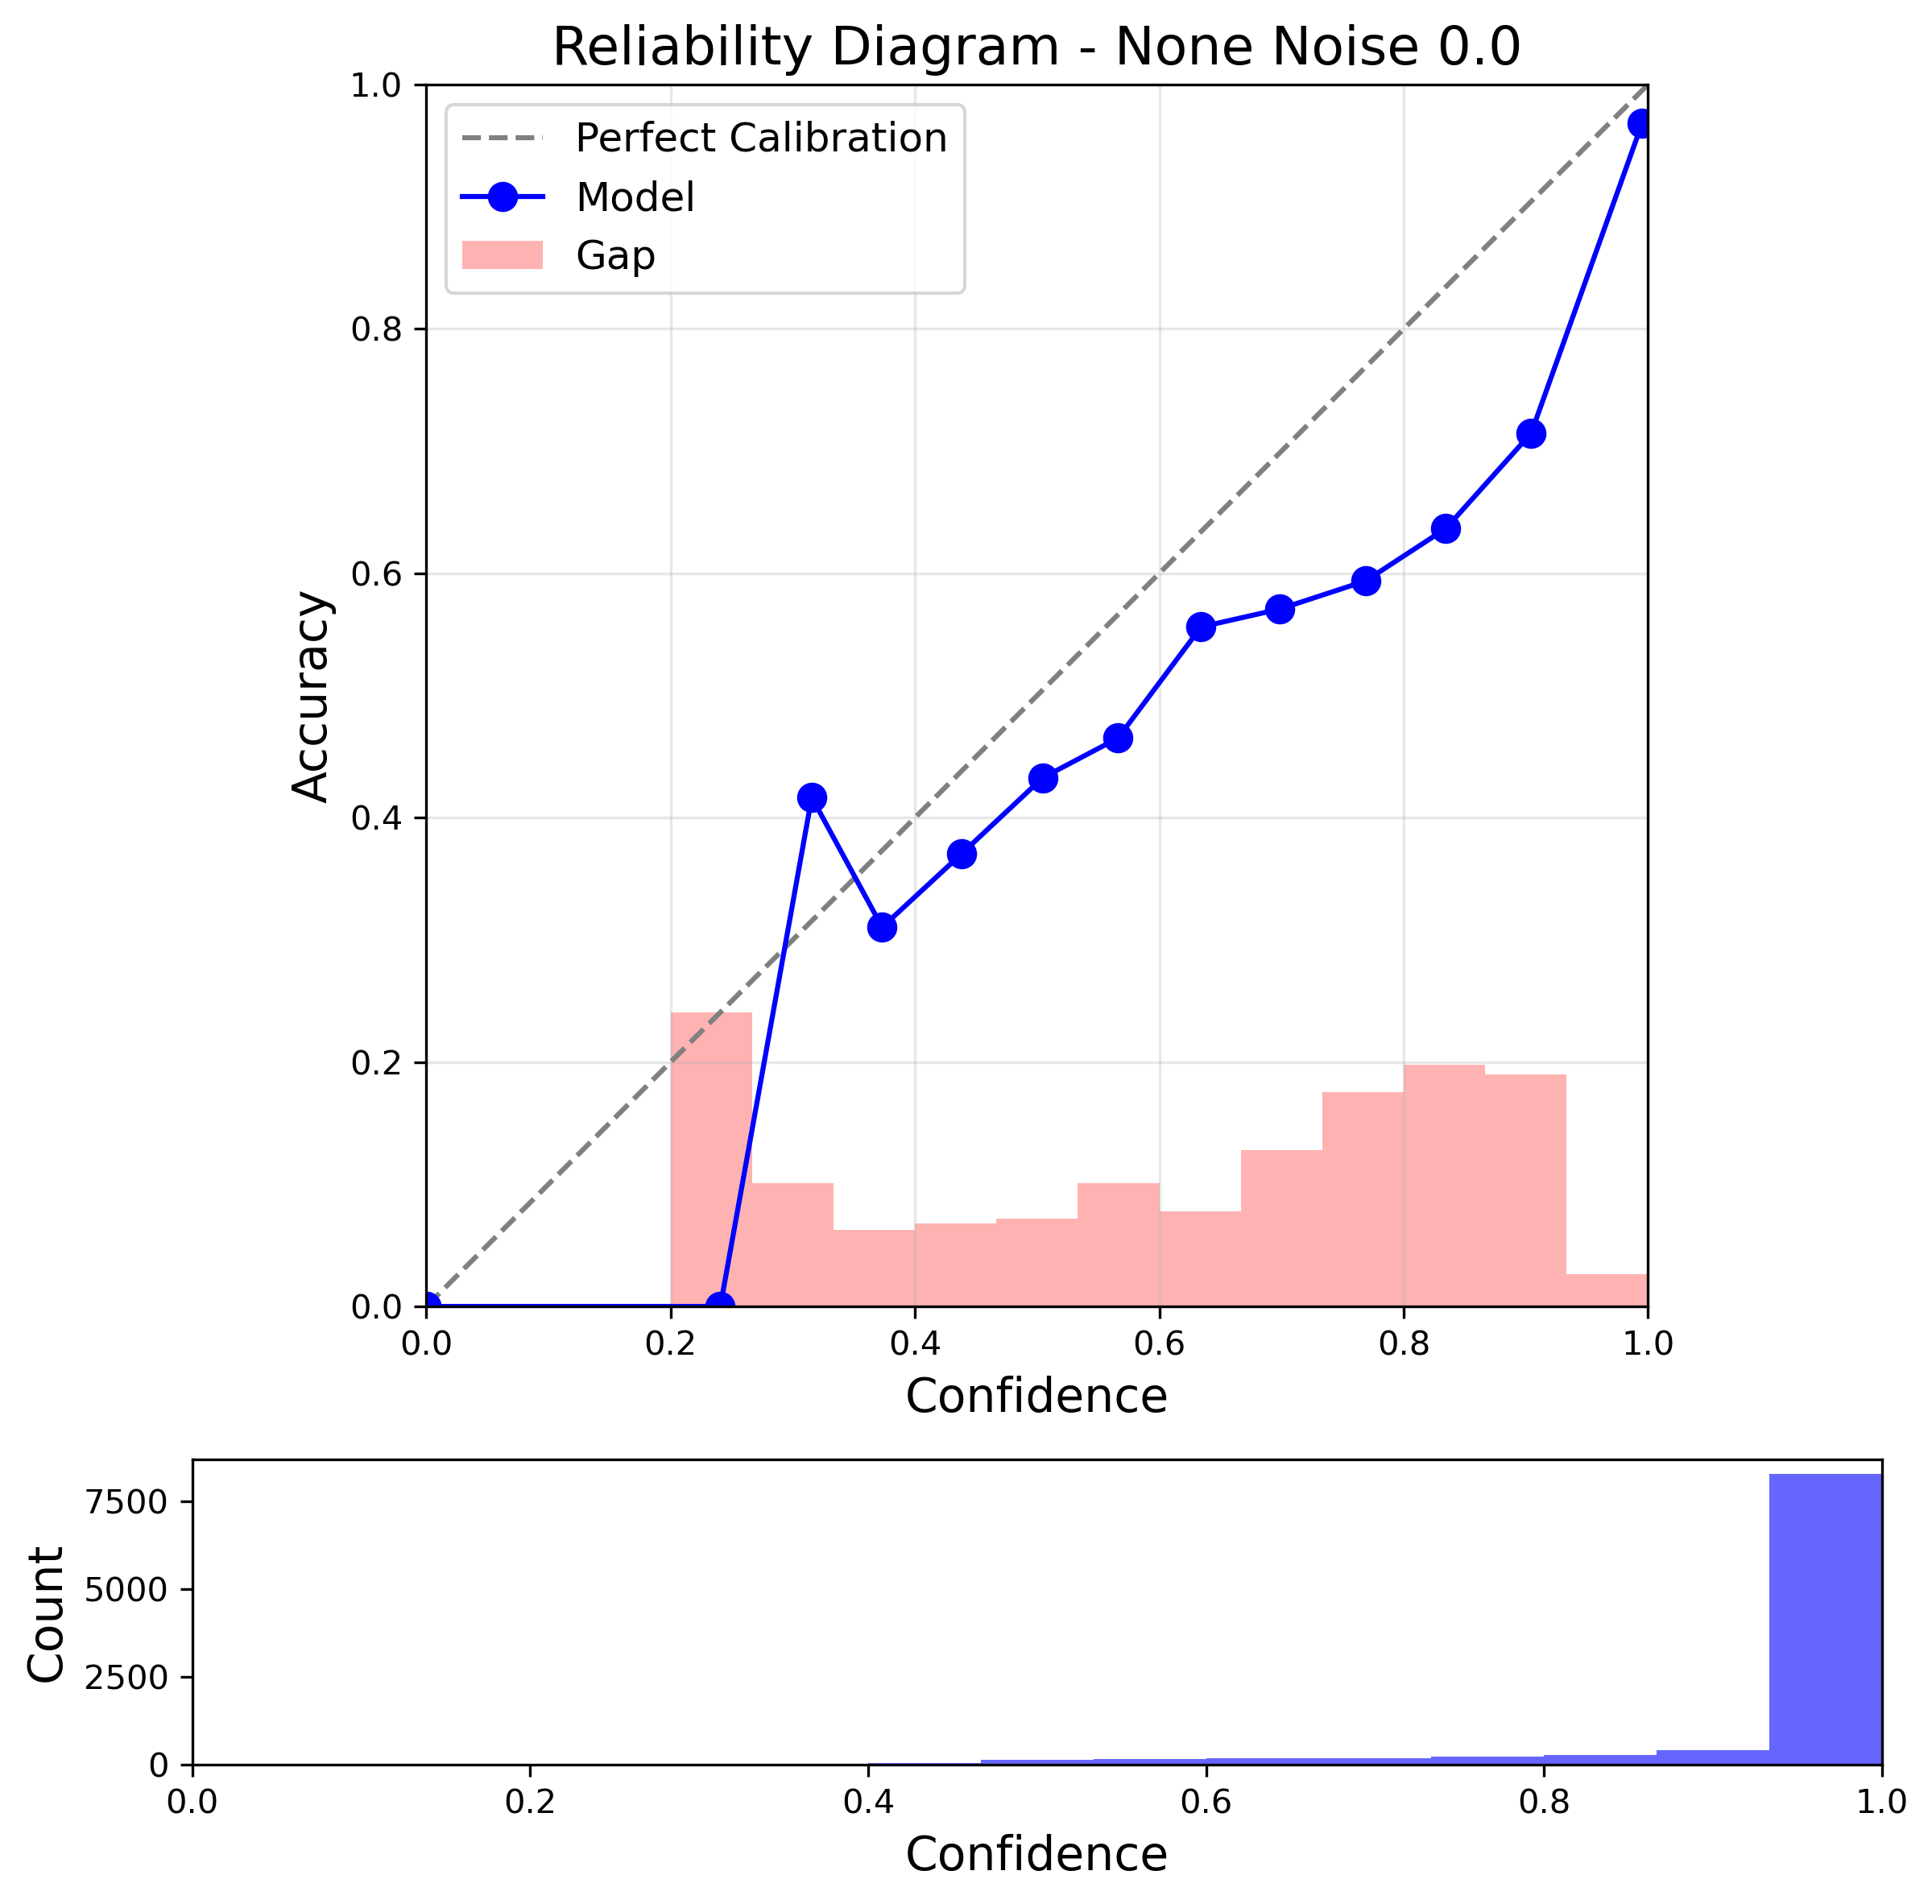 Reliability Diagram - None Noise 0.0
1.0
0.8
0.6
0.4
0.2
0.0
Accuracy
Perfect Calibration
Model
Gap
0.0 0.2 0.4 0.6 0.8 1.0
Confidence
7500
5000
2500
0
Count
0.0 0.2 0.4 0.6 0.8 1.0
Confidence